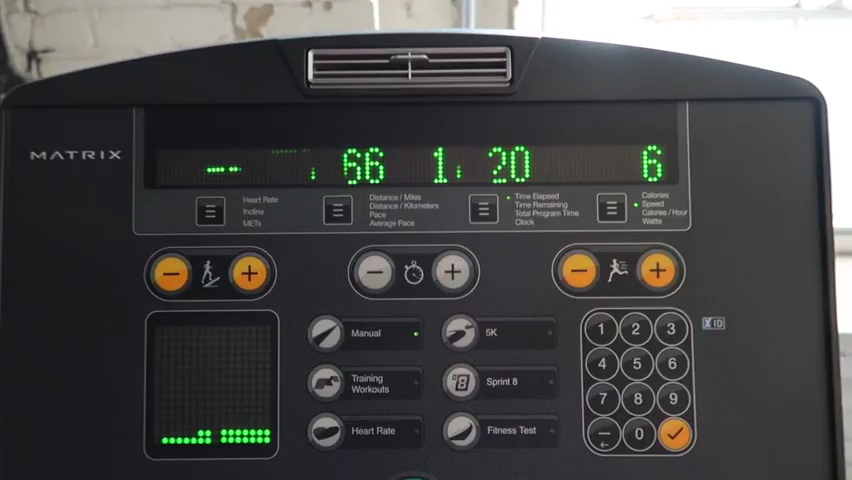 MATRIX
66 1: 20 6
Heart Rate
Incline
METs
Distance / Miles
Distance / Kilometers
Pace
Average Pace
Time Elapsed
Time Remaining
Total Program Time
Clock
Calories
Speed
Calories / Hour
Watts
Manual
5K
Training
Workouts
8
Sprint 8
Heart Rate
Fitness Test
1 2 3
4 5 6
7 8 9
0
ID